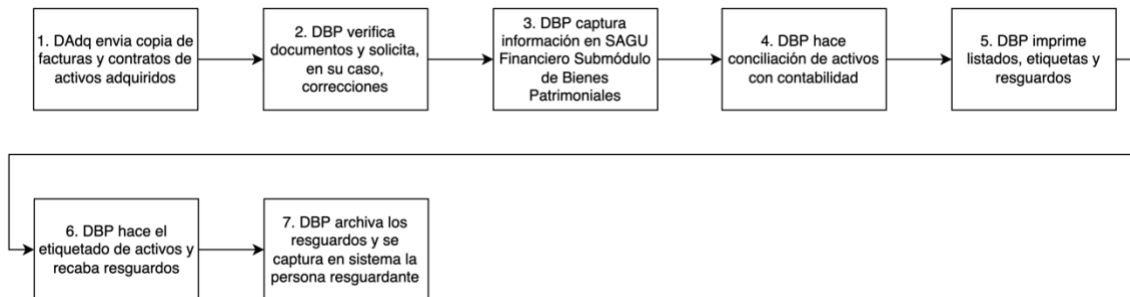 1. DAdq envia copia de
facturas y contratos de
activos adquiridos
2. DBP verifica
documentos y solicita,
en su caso,
correcciones
3. DBP captura
información en SAGU
Financiero Submódulo
de Bienes
Patrimoniales
4. DBP hace
conciliación de activos
con contabilidad
5. DBP imprime
listados, etiquetas y
resguardos
6. DBP hace el
etiquetado de activos y
recaba resguardos
7. DBP archiva los
resguardos y se
captura en sistema la
persona resguardante